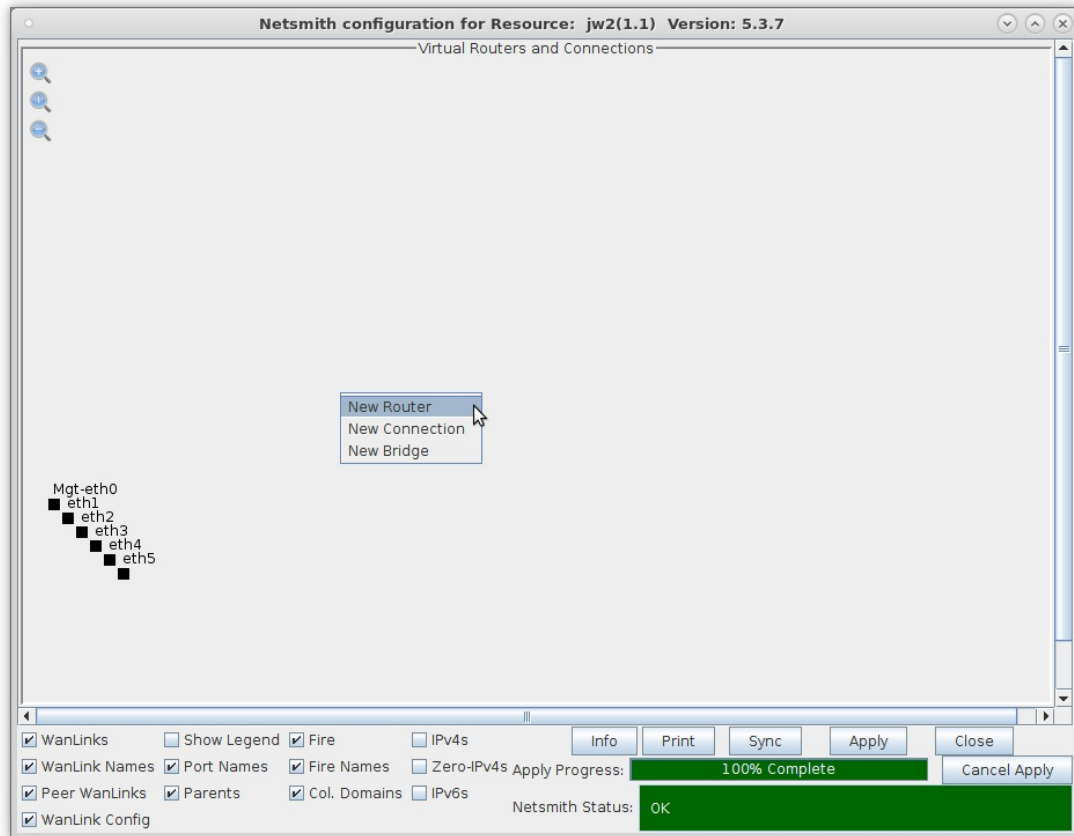 Netsmith configuration for Resource:  jw2(1.1)  Version: 5.3.7
Virtual Routers and Connections
New Router
New Connection
New Bridge
Mgt-eth0
eth1
eth2
eth3
eth4
eth5
WanLinks Show Legend Fire IPv4s Info Print Sync Apply Close
WanLink Names Port Names Fire Names Zero-IPv4s Apply Progress: 100% Complete Cancel Apply
Peer WanLinks Parents Col. Domains IPv6s
Netsmith Status: OK
WanLink Config